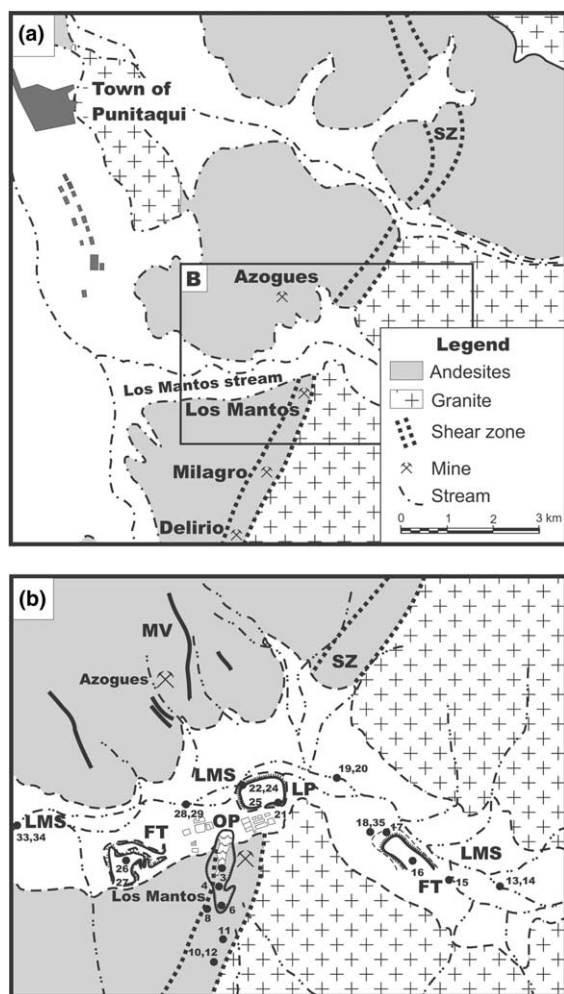 (a)
Town of
Punitaqui
SZ
B
Azogues
Los Mantos stream
Los Mantos
Milagro
Delirio
Legend
Andesites
Granite
Shear zone
Mine
Stream
0 1 2 3 km
(b)
MV
SZ
Azogues
19,20
LMS
22,24
LP
28,29
25
21
LMS
33,34
FT
OP
18,35
17
LMS
26
3
16
27
4
FT
15
13,14
Los Mantos
6
8
11
10,12